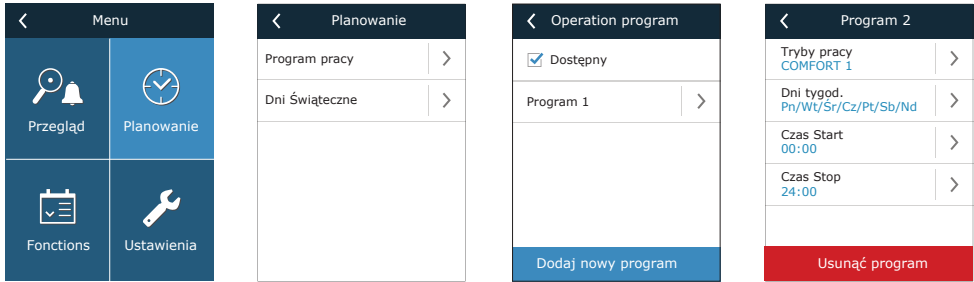 Menu
Przegląd
Planowanie
Fonctions
Ustawienia
Planowanie
Program pracy
Dni Świąteczne
Operation program
Dostępny
Program 1
Dodaj nowy program
Program 2
Tryby pracy
COMFORT 1
Dni tygod.
Pn/Wt/Śr/Cz/Pt/Sb/Nd
Czas Start
00:00
Czas Stop
24:00
Usunąć program